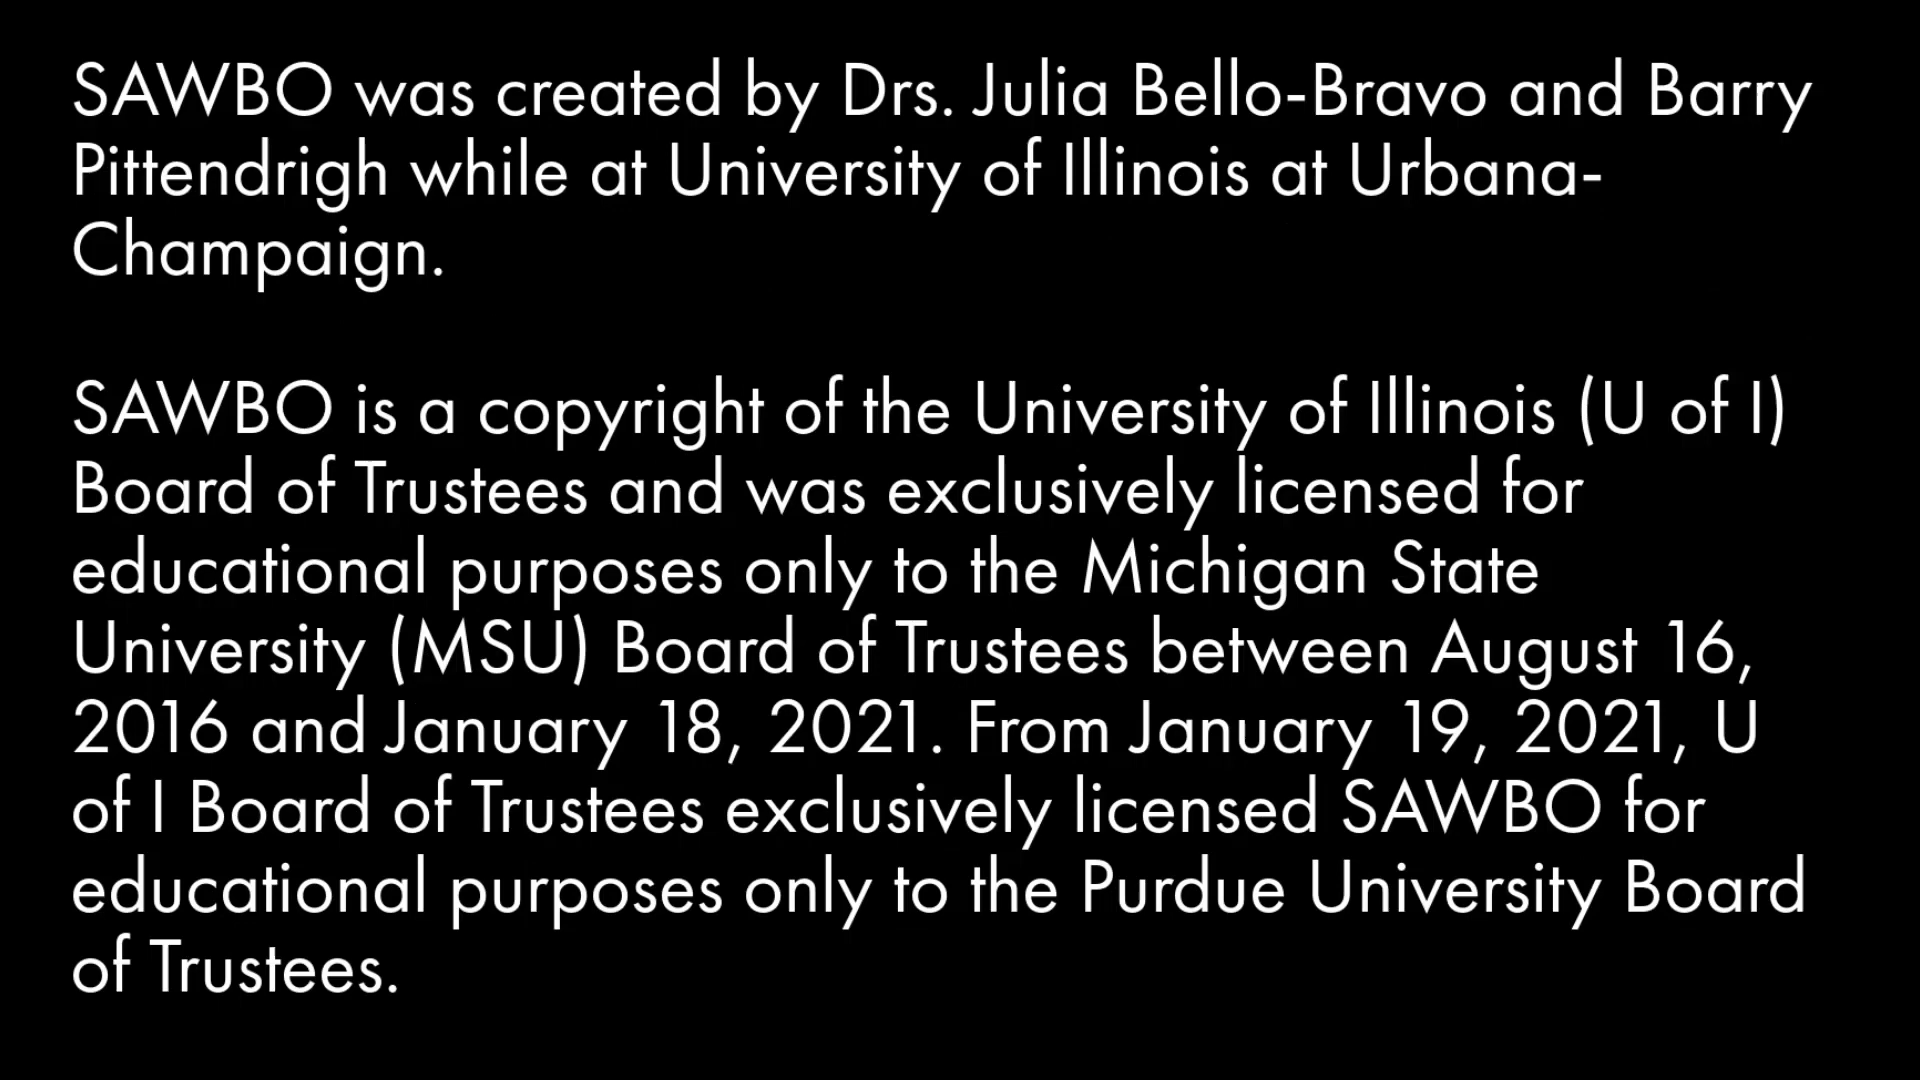 SAWBO was created by Drs. Julia Bello-Bravo and Barry
Pittendrigh while at University of Illinois at Urbana-
Champaign.
SAWBO is a copyright of the University of Illinois (U of I)
Board of Trustees and was exclusively licensed for
educational purposes only to the Michigan State
University (MSU) Board of Trustees between August 16,
2016 and January 18, 2021. From January 19, 2021, U
of I Board of Trustees exclusively licensed SAWBO for
educational purposes only to the Purdue University Board
of Trustees.